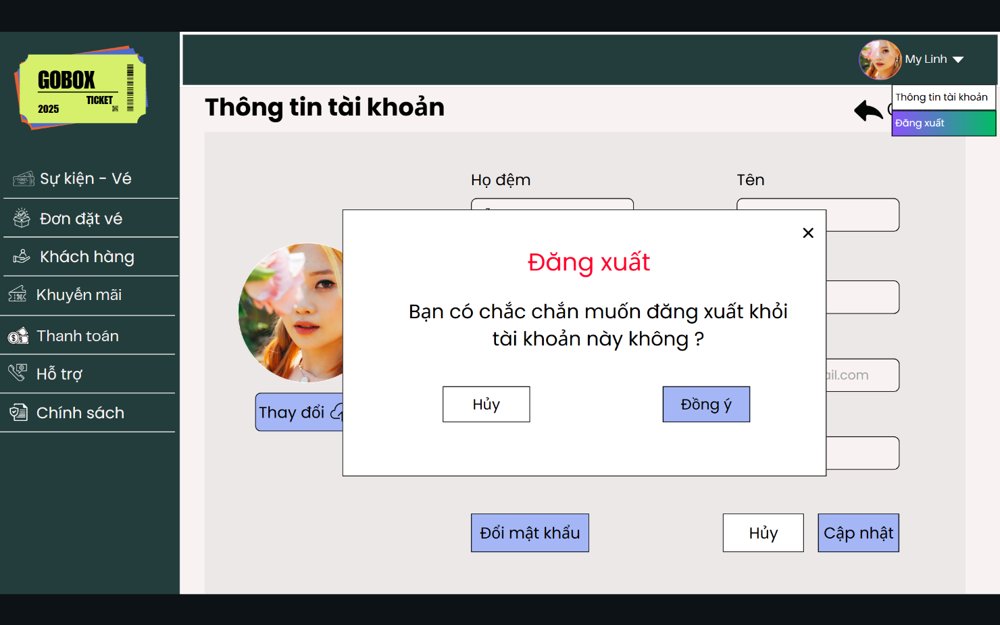 GOBOX
TICKET
2025
My Linh
Thông tin tài khoản
Đăng xuất
Thông tin tài khoản
Sự kiện - Vé
Đơn đặt vé
Khách hàng
Khuyến mãi
Thanh toán
Hỗ trợ
Chính sách
Họ đệm
Tên
Đăng xuất
Bạn có chắc chắn muốn đăng xuất khỏi
tài khoản này không ?
Hủy
Đồng ý
ail.com
Thay đổi
Đổi mật khẩu
Hủy
Cập nhật